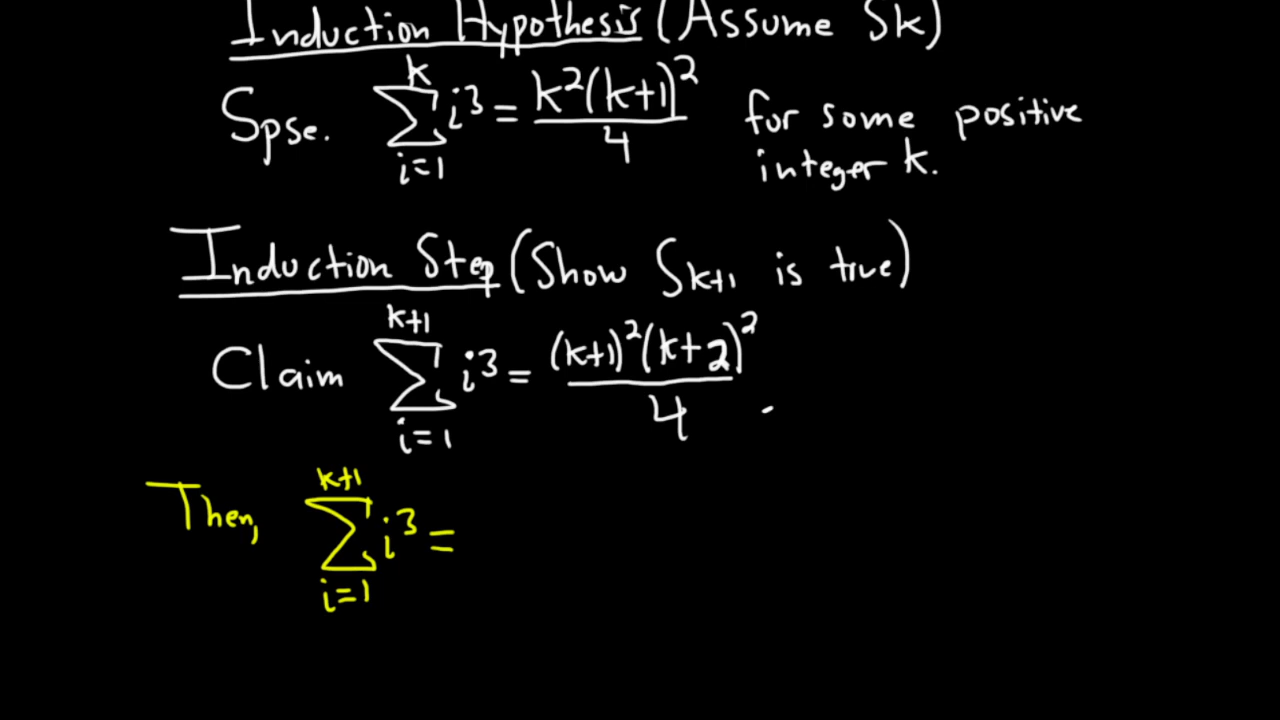 Induction Hypothesis (Assume Sk)
Spse. ∑_{i=1}^{k} i³ = k²(k+1)²/4 for some positive
integer k.
Induction Step (Show S_{k+1} is true)
Claim ∑_{i=1}^{k+1} i³ = (k+1)²(k+2)²/4.
Then, ∑_{i=1}^{k+1} i³ =